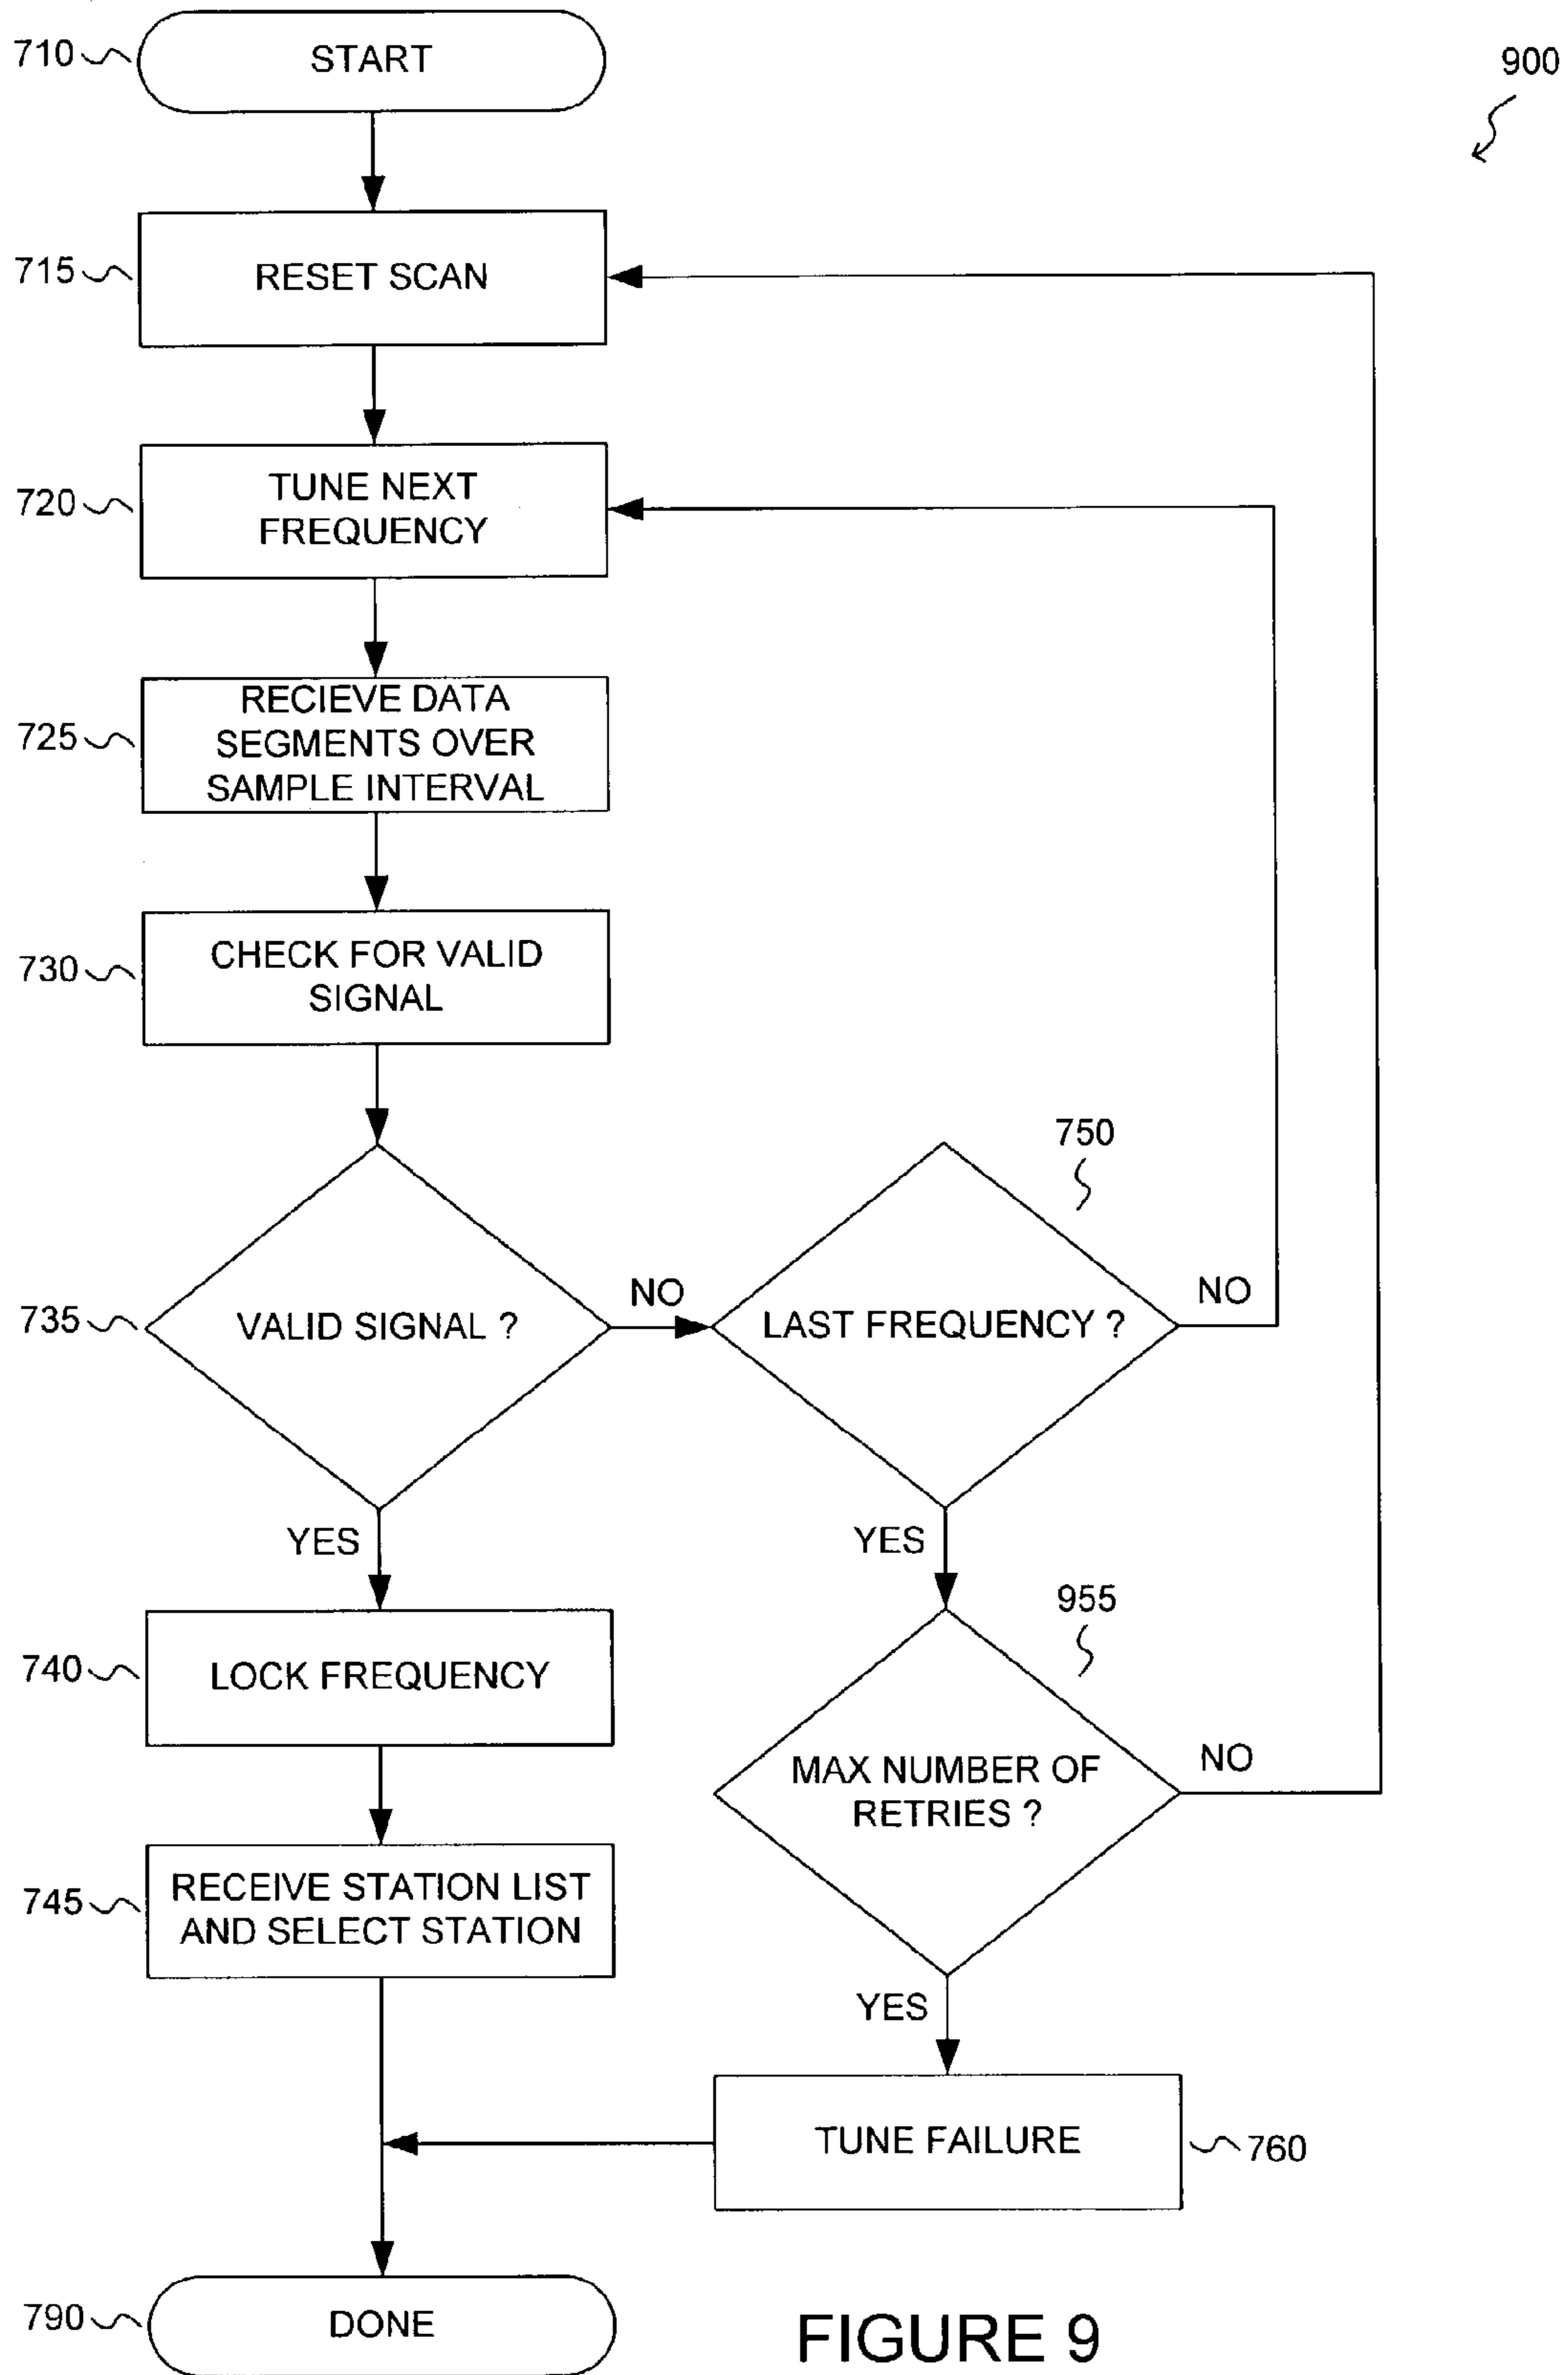 710
START
900
715
RESET SCAN
720
TUNE NEXT
FREQUENCY
725
RECIEVE DATA
SEGMENTS OVER
SAMPLE INTERVAL
730
CHECK FOR VALID
SIGNAL
750
735
VALID SIGNAL ?
NO
LAST FREQUENCY ?
NO
YES
YES
955
740
LOCK FREQUENCY
MAX NUMBER OF
RETRIES ?
NO
745
RECEIVE STATION LIST
AND SELECT STATION
YES
TUNE FAILURE
760
790
DONE
FIGURE 9